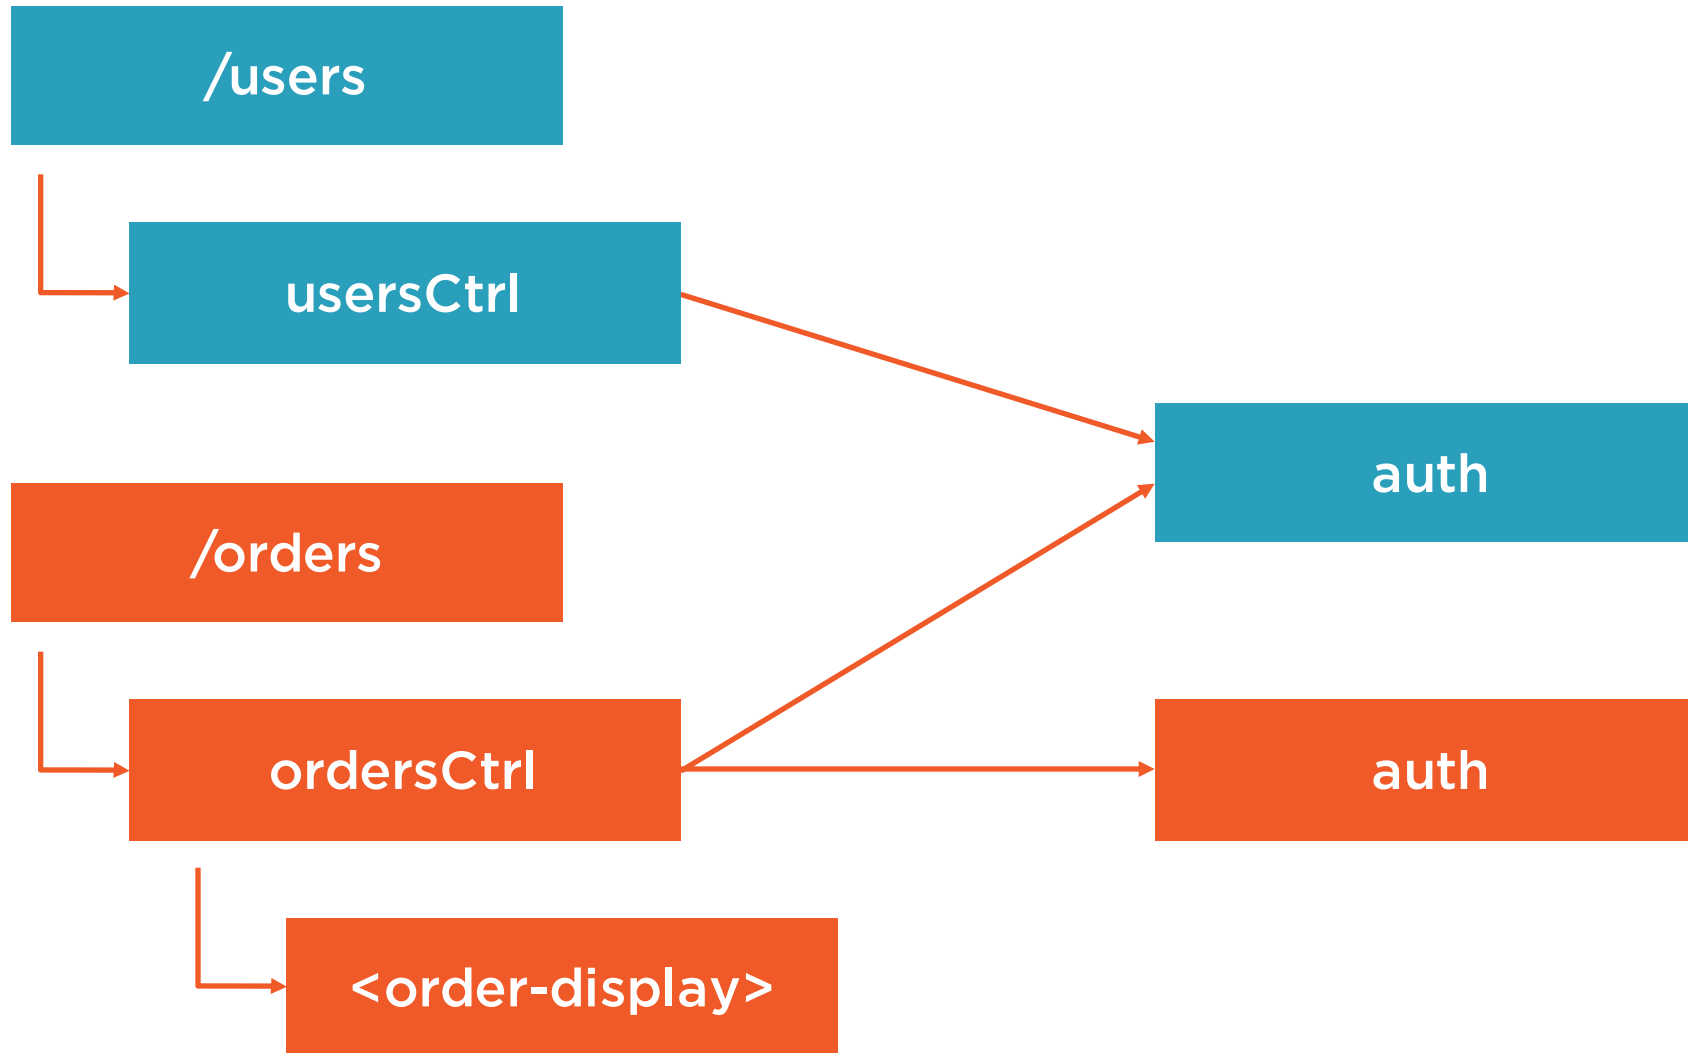 /users
usersCtrl
auth
/orders
ordersCtrl
auth
<order-display>